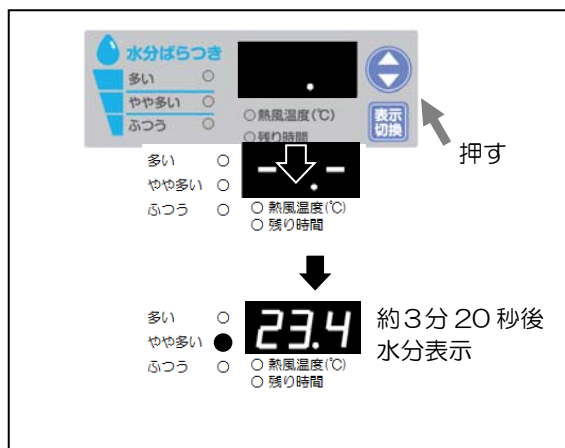 水分ばらつき
多い ○
やや多い ○
ふつう ○
.
○熱風温度(℃)
○残り時間
表示
切換
押す
多い ○
やや多い ○
ふつう ○
-.-
○ 熱風温度(℃)
○ 残り時間
多い ○
やや多い ●
ふつう ○
23.4
○ 熱風温度(℃)
○ 残り時間
約3分20秒後
水分表示